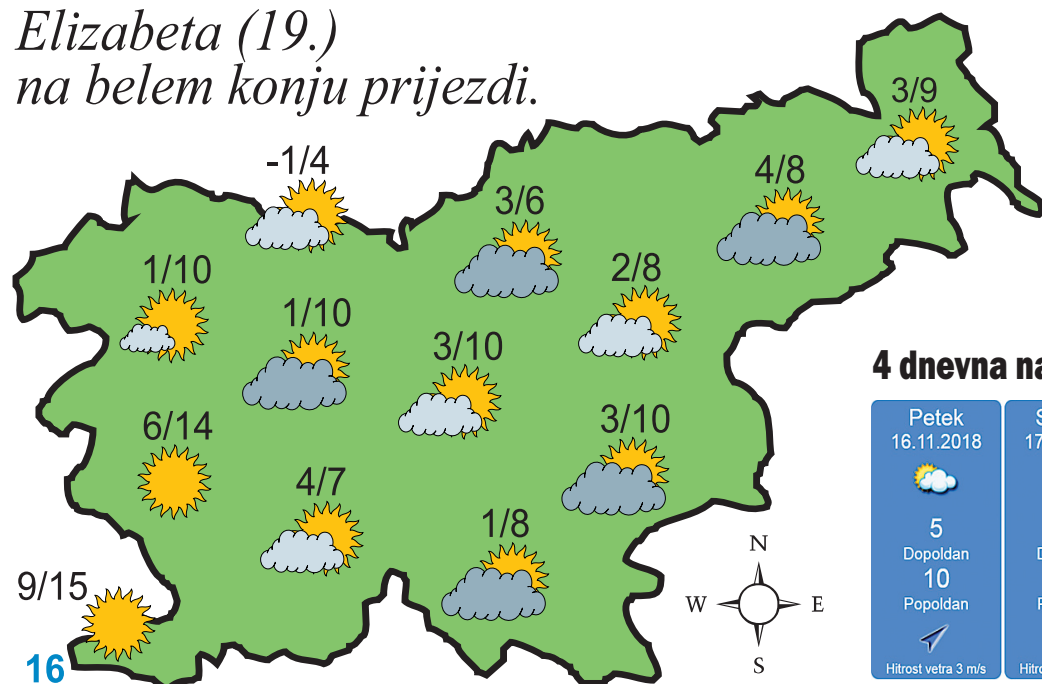 Elizabeta (19.)
na belem konju prijezdi.
3/9
-1/4
4/8
3/6
1/10
2/8
1/10
3/10
3/10
6/14
4/7
1/8
9/15
16
N
W E
S
4 dnevna na
Petek
16.11.2018
5
Dopoldan
10
Popoldan
Hitrost vetra 3 m/s
S
17
D
P
Hitro